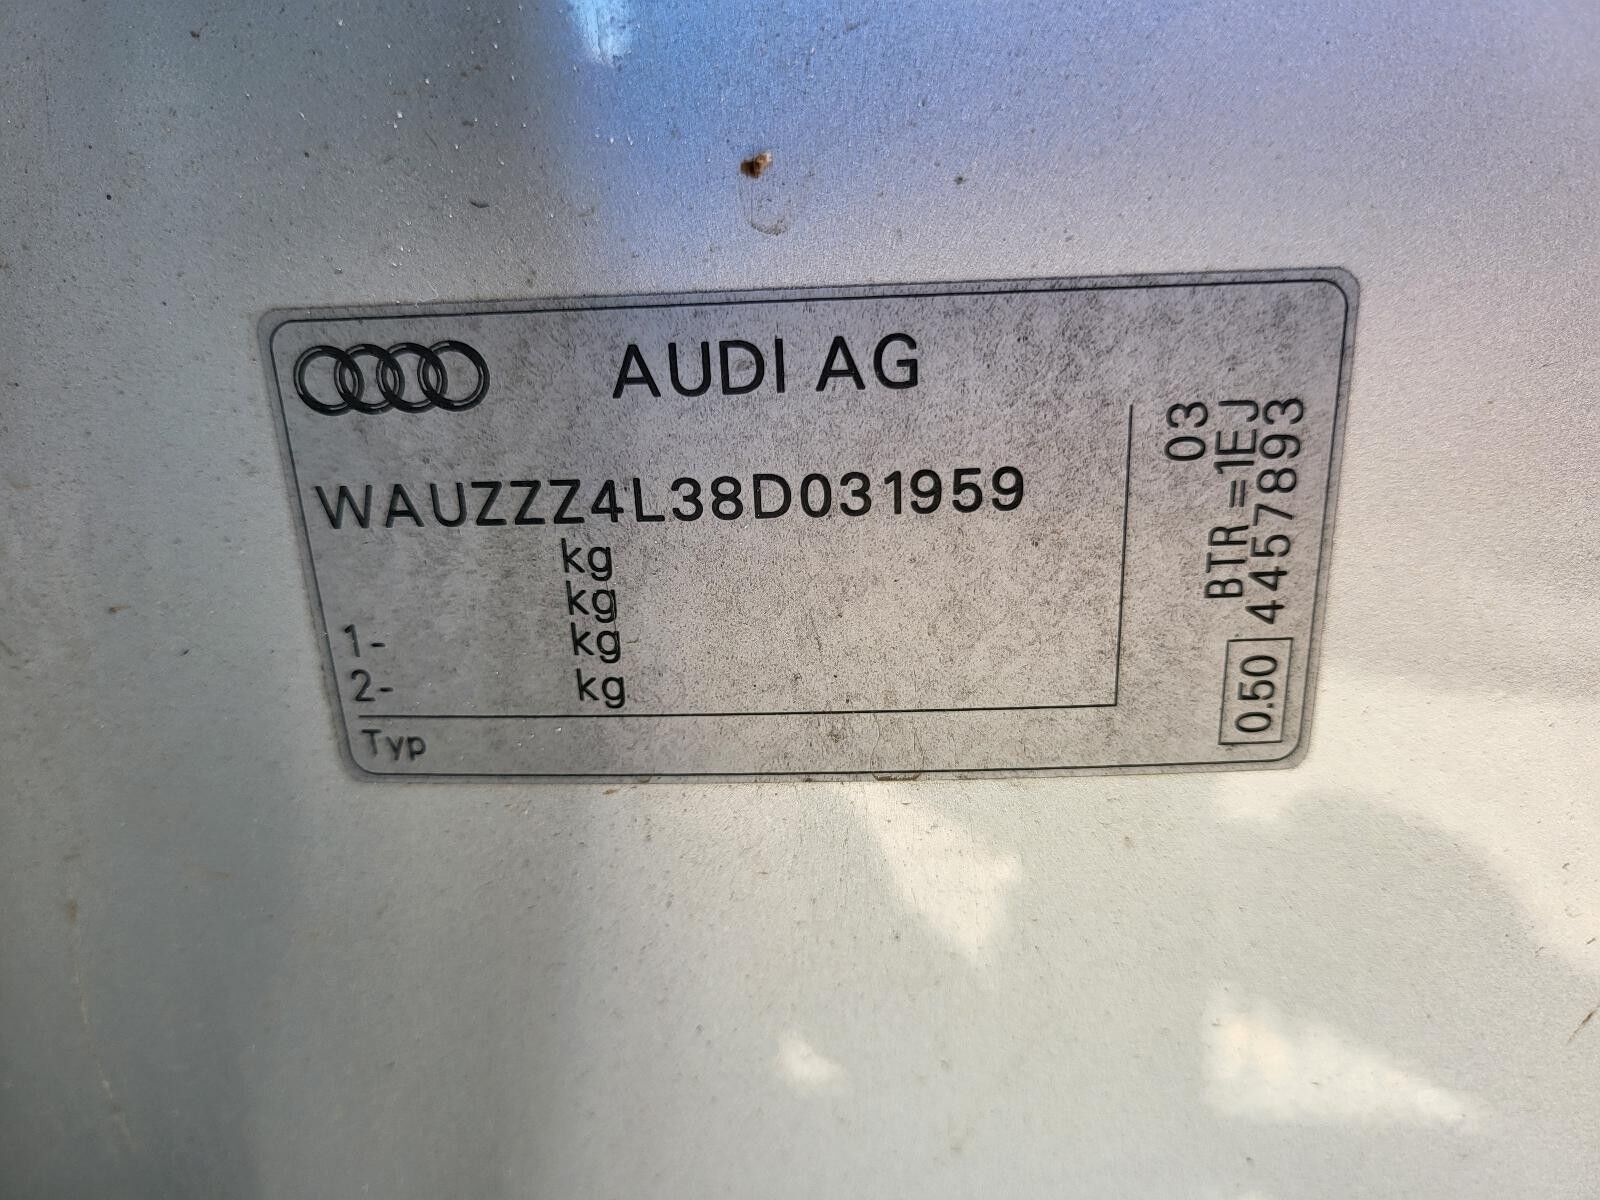 AUDI AG
WAUZZZ4L38D031959
kg
kg
1- kg
2- kg
Typ
03
BTR=1EJ
0.50 4457893